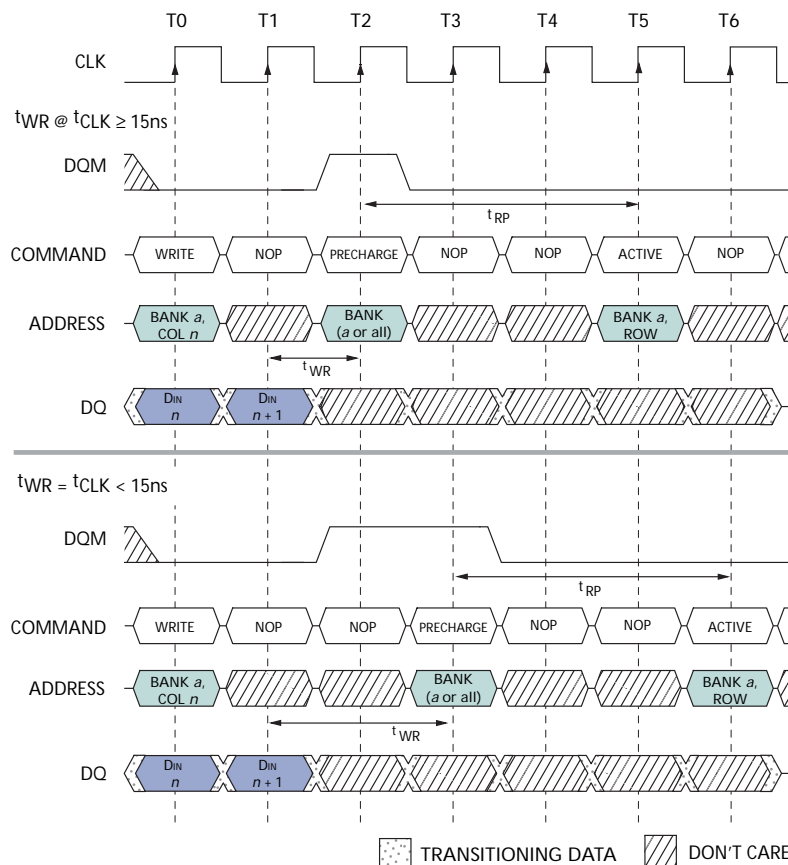 T0 T1 T2 T3 T4 T5 T6
CLK
tWR @ tCLK ≥ 15ns
DQM
tRP
COMMAND WRITE NOP PRECHARGE NOP NOP ACTIVE NOP
ADDRESS BANK a, COL n BANK (a or all) BANK a, ROW
tWR
DQ DIN n DIN n + 1
tWR = tCLK < 15ns
DQM
tRP
COMMAND WRITE NOP NOP PRECHARGE NOP NOP ACTIVE
ADDRESS BANK a, COL n BANK (a or all) BANK a, ROW
tWR
DQ DIN n DIN n + 1
TRANSITIONING DATA DON'T CARE